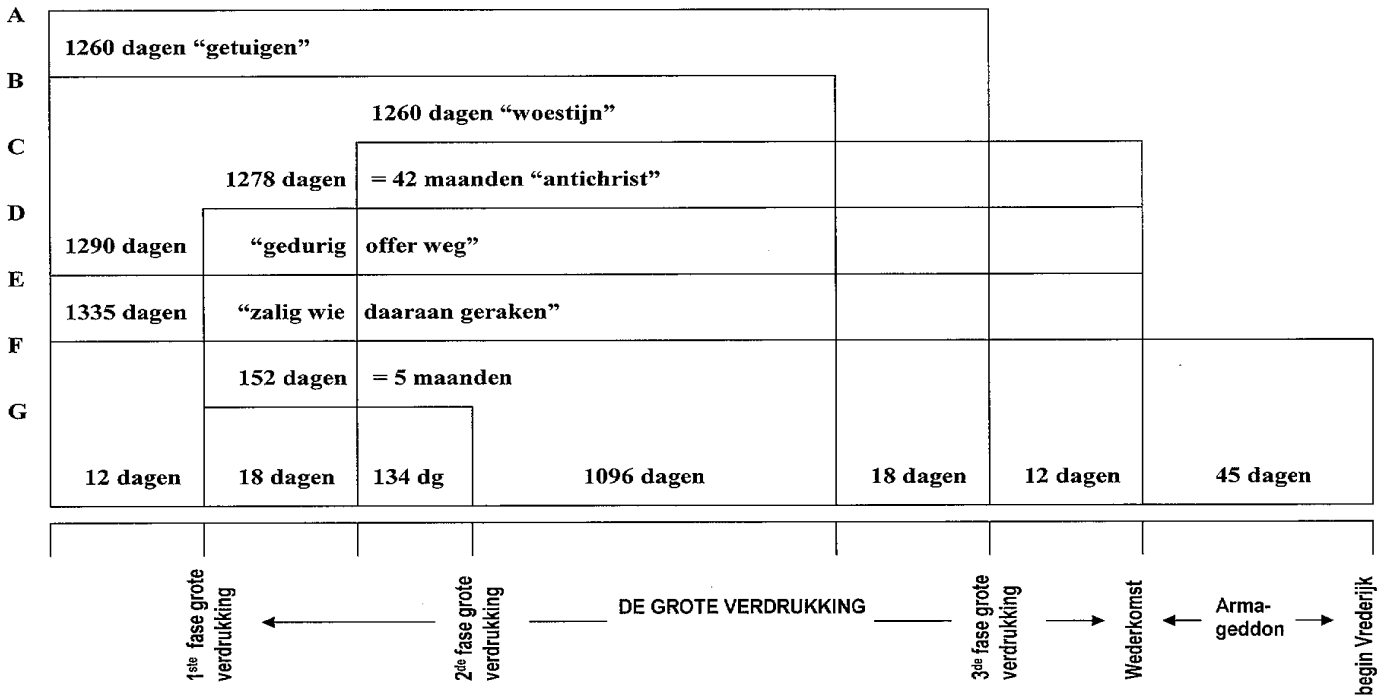 A
1260 dagen “getuigen”
B
1260 dagen “woestijn”
C
1278 dagen = 42 maanden “antichrist”
D
1290 dagen “gedurig offer weg”
E
1335 dagen “zalig wie daaraan geraken”
F
152 dagen = 5 maanden
G
12 dagen 18 dagen 134 dg 1096 dagen 18 dagen 12 dagen 45 dagen
1ste fase grote
verdrukking
2de fase grote
verdrukking
DE GROTE VERDRUKKING
3de fase grote
verdrukking
Wederkomst
Arma-
geddon
begin Vrederijk